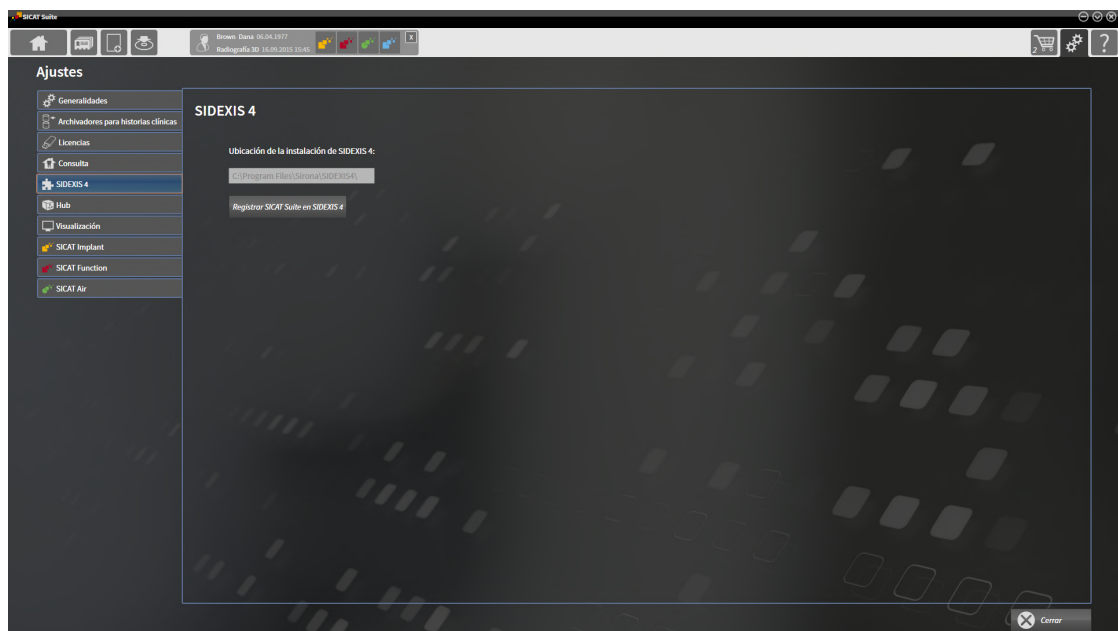 SICAT Suite
Brown Dana 06.04.1977
Radiografía 3D 16.09.2015 15:45
X
2
?
Ajustes
Generalidades
Archivadores para historias clínicas
Licencias
Consulta
SIDEXIS 4
Hub
Visualización
SICAT Implant
SICAT Function
SICAT Air
SIDEXIS 4
Ubicación de la instalación de SIDEXIS 4:
C:\Program Files\Sirona\SIDEXIS4\
Registrar SICAT Suite en SIDEXIS 4
Cerrar